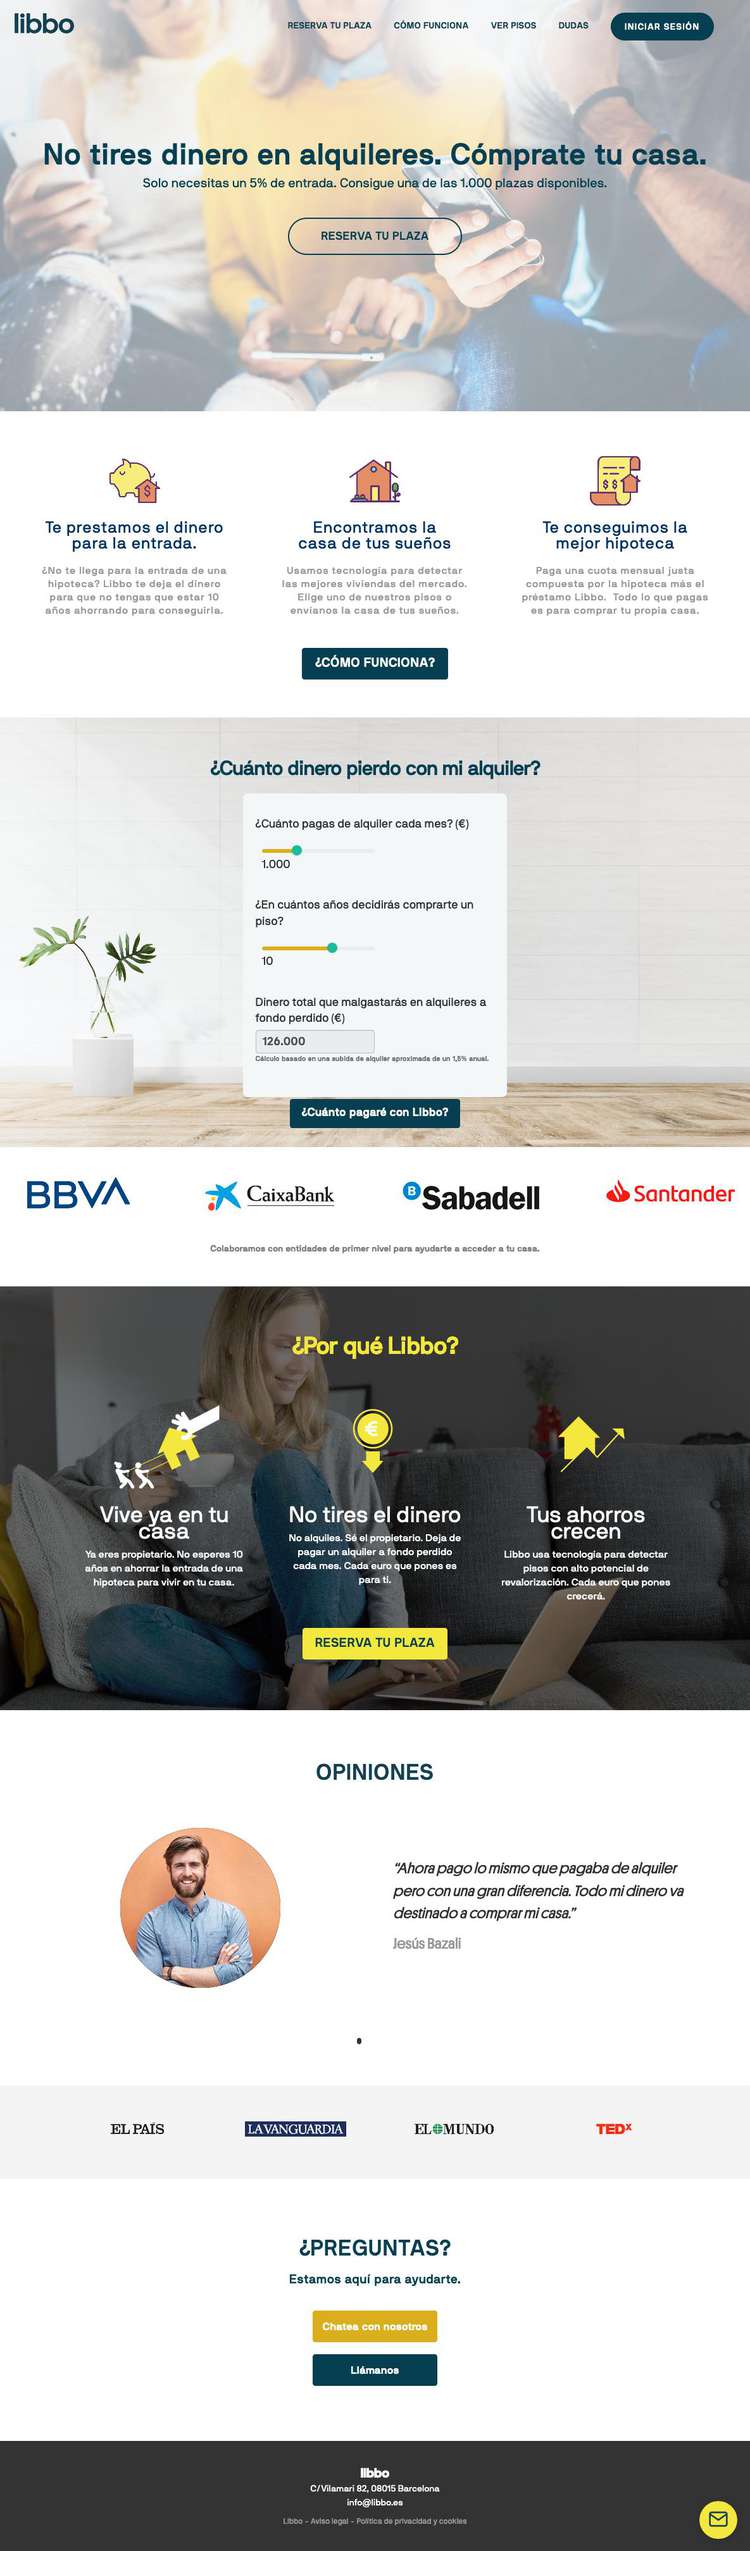 libbo
RESERVA TU PLAZA
CÓMO FUNCIONA
VER PISOS
DUDAS
INICIAR SESIÓN
No tires dinero en alquileres. Cómprate tu casa.
Solo necesitas un 5% de entrada. Consigue una de las 1.000 plazas disponibles.
RESERVA TU PLAZA
Te prestamos el dinero
para la entrada.
¿No te llega para la entrada de una
hipoteca? Libbo te deja el dinero
para que no tengas que estar 10
años ahorrando para conseguirla.
Encontramos la
casa de tus sueños
Usamos tecnología para detectar
las mejores viviendas del mercado.
Elige uno de nuestros pisos o
envíanos la casa de tus sueños.
Te conseguimos la
mejor hipoteca
Paga una cuota mensual justa
compuesta por la hipoteca más el
préstamo Libbo. Todo lo que pagas
es para comprar tu propia casa.
¿CÓMO FUNCIONA?
¿Cuánto dinero pierdo con mi alquiler?
¿Cuánto pagas de alquiler cada mes? (€)
1.000
¿En cuántos años decidirás comprarte un
piso?
10
Dinero total que malgastarás en alquileres a
fondo perdido (€)
126.000
Cálculo basado en una subida de alquiler aproximada de un 1,5% anual.
¿Cuánto pagaré con Libbo?
BBVA
CaixaBank
B Sabadell
Santander
Colaboramos con entidades de primer nivel para ayudarte a acceder a tu casa.
¿Por qué Libbo?
€
Vive ya en tu
casa
Ya eres propietario. No esperes 10
años en ahorrar la entrada de una
hipoteca para vivir en tu casa.
No tires el dinero
No alquiles. Sé el propietario. Deja de
pagar un alquiler a fondo perdido
cada mes. Cada euro que pones es
para ti.
Tus ahorros
crecen
Libbo usa tecnología para detectar
pisos con alto potencial de
revalorización. Cada euro que pones
crecerá.
RESERVA TU PLAZA
OPINIONES
“Ahora pago lo mismo que pagaba de alquiler
pero con una gran diferencia. Todo mi dinero va
destinado a comprar mi casa.”
Jesús Bazali
EL PAÍS
LA VANGUARDIA
EL MUNDO
TEDx
¿PREGUNTAS?
Estamos aquí para ayudarte.
Chatea con nosotros
Llámanos
libbo
C/Vilamarí 82, 08015 Barcelona
info@libbo.es
Libbo - Aviso legal - Política de privacidad y cookies